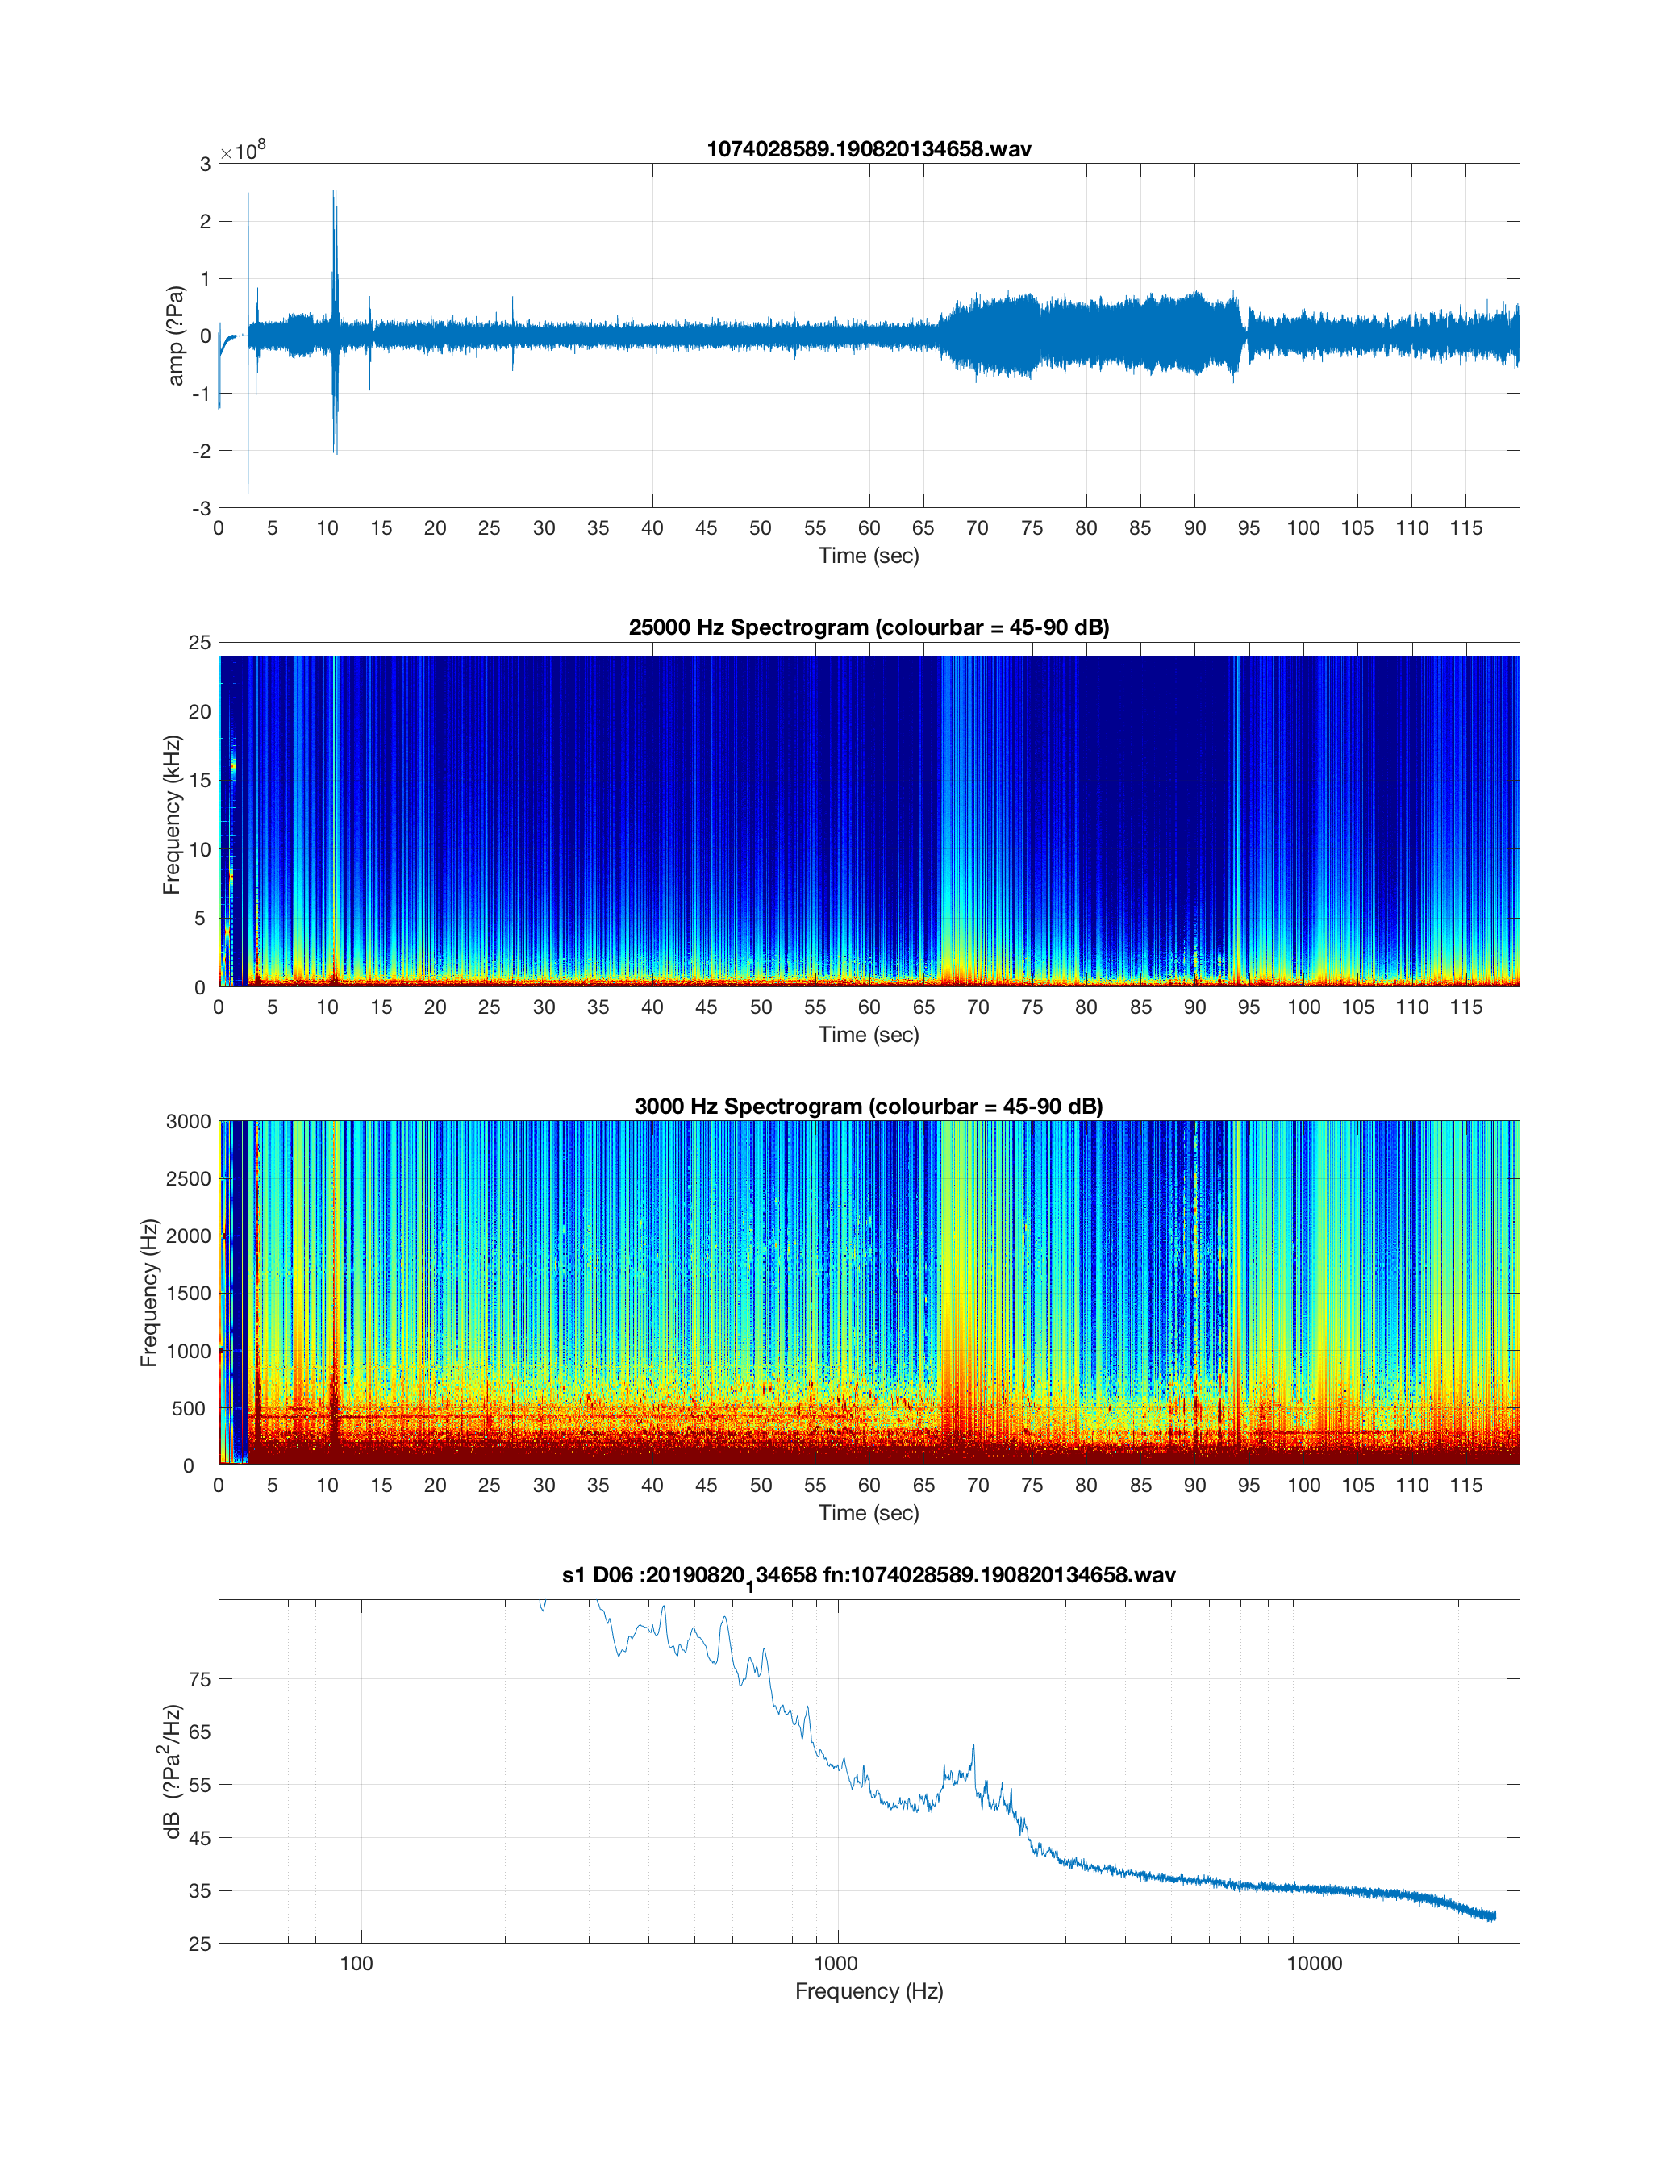 1074028589.190820134658.wav
×10^8
3
2
1
0
-1
-2
-3
amp (?Pa)
0 5 10 15 20 25 30 35 40 45 50 55 60 65 70 75 80 85 90 95 100 105 110 115
Time (sec)
25000 Hz Spectrogram (colourbar = 45-90 dB)
25
20
15
10
5
0
Frequency (kHz)
0 5 10 15 20 25 30 35 40 45 50 55 60 65 70 75 80 85 90 95 100 105 110 115
Time (sec)
3000 Hz Spectrogram (colourbar = 45-90 dB)
3000
2500
2000
1500
1000
500
0
Frequency (Hz)
0 5 10 15 20 25 30 35 40 45 50 55 60 65 70 75 80 85 90 95 100 105 110 115
Time (sec)
s1 D06 :20190820_134658 fn:1074028589.190820134658.wav
75
65
55
45
35
25
dB (?Pa^2/Hz)
100 1000 10000
Frequency (Hz)